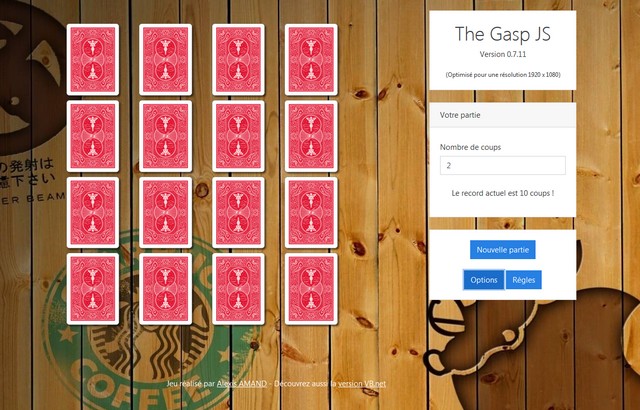 The Gasp JS
Version 0.7.11
(Optimisé pour une résolution 1920 x 1080)
Votre partie
Nombre de coups
2
Le record actuel est 10 coups !
Nouvelle partie
Options
Règles
の発射は
下さい
ER BEAM
COFFEE
Jeu réalisé par Alexis AMAND - Découvrez aussi la version VB.net